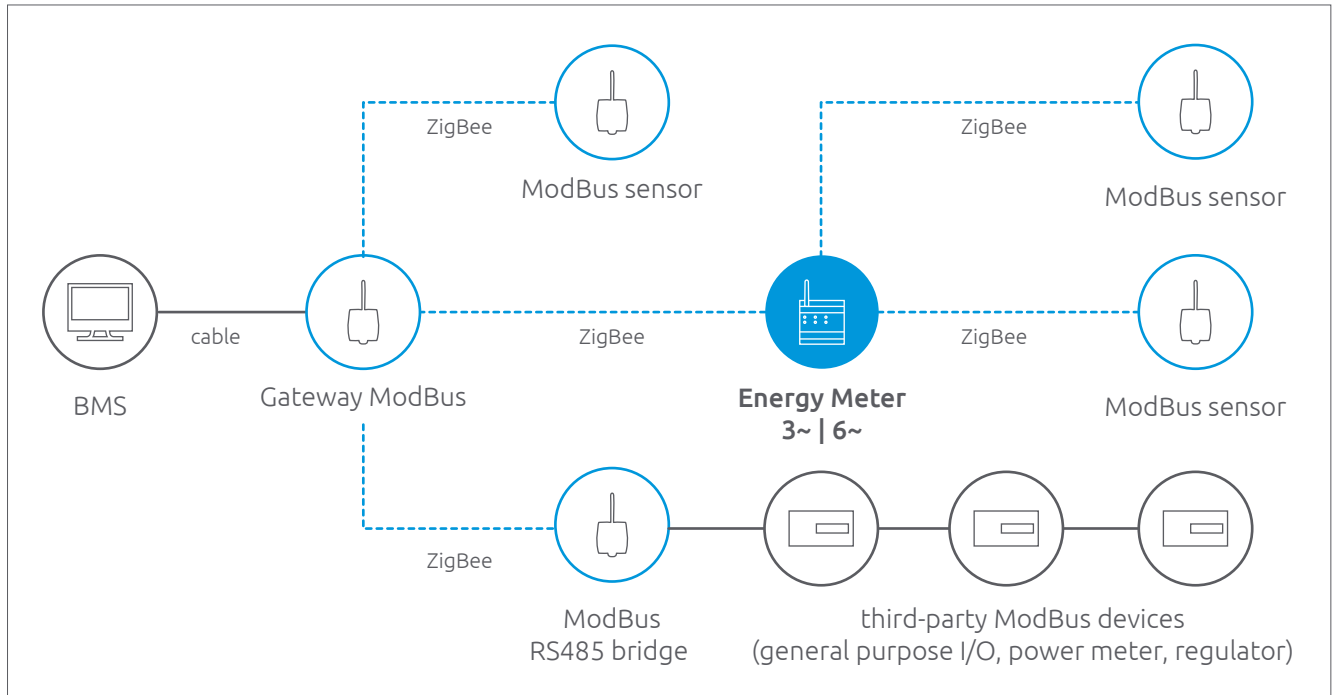 ZigBee
ZigBee
ModBus sensor
ModBus sensor
cable
ZigBee
ZigBee
BMS
Gateway ModBus
Energy Meter
3~ | 6~
ModBus sensor
ZigBee
ModBus
RS485 bridge
third-party ModBus devices
(general purpose I/O, power meter, regulator)